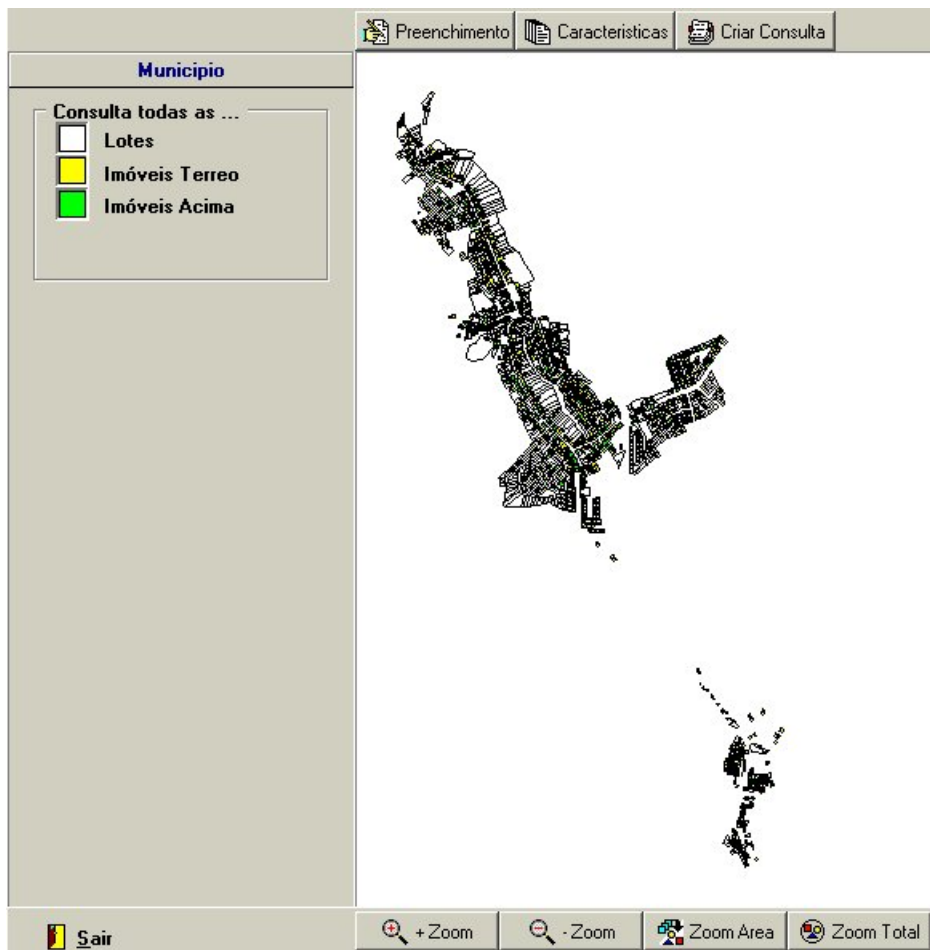 Preenchimento
Caracteristicas
Criar Consulta
Municipio
Consulta todas as ...
Lotes
Imóveis Terreo
Imóveis Acima
Sair
+ Zoom
- Zoom
Zoom Area
Zoom Total